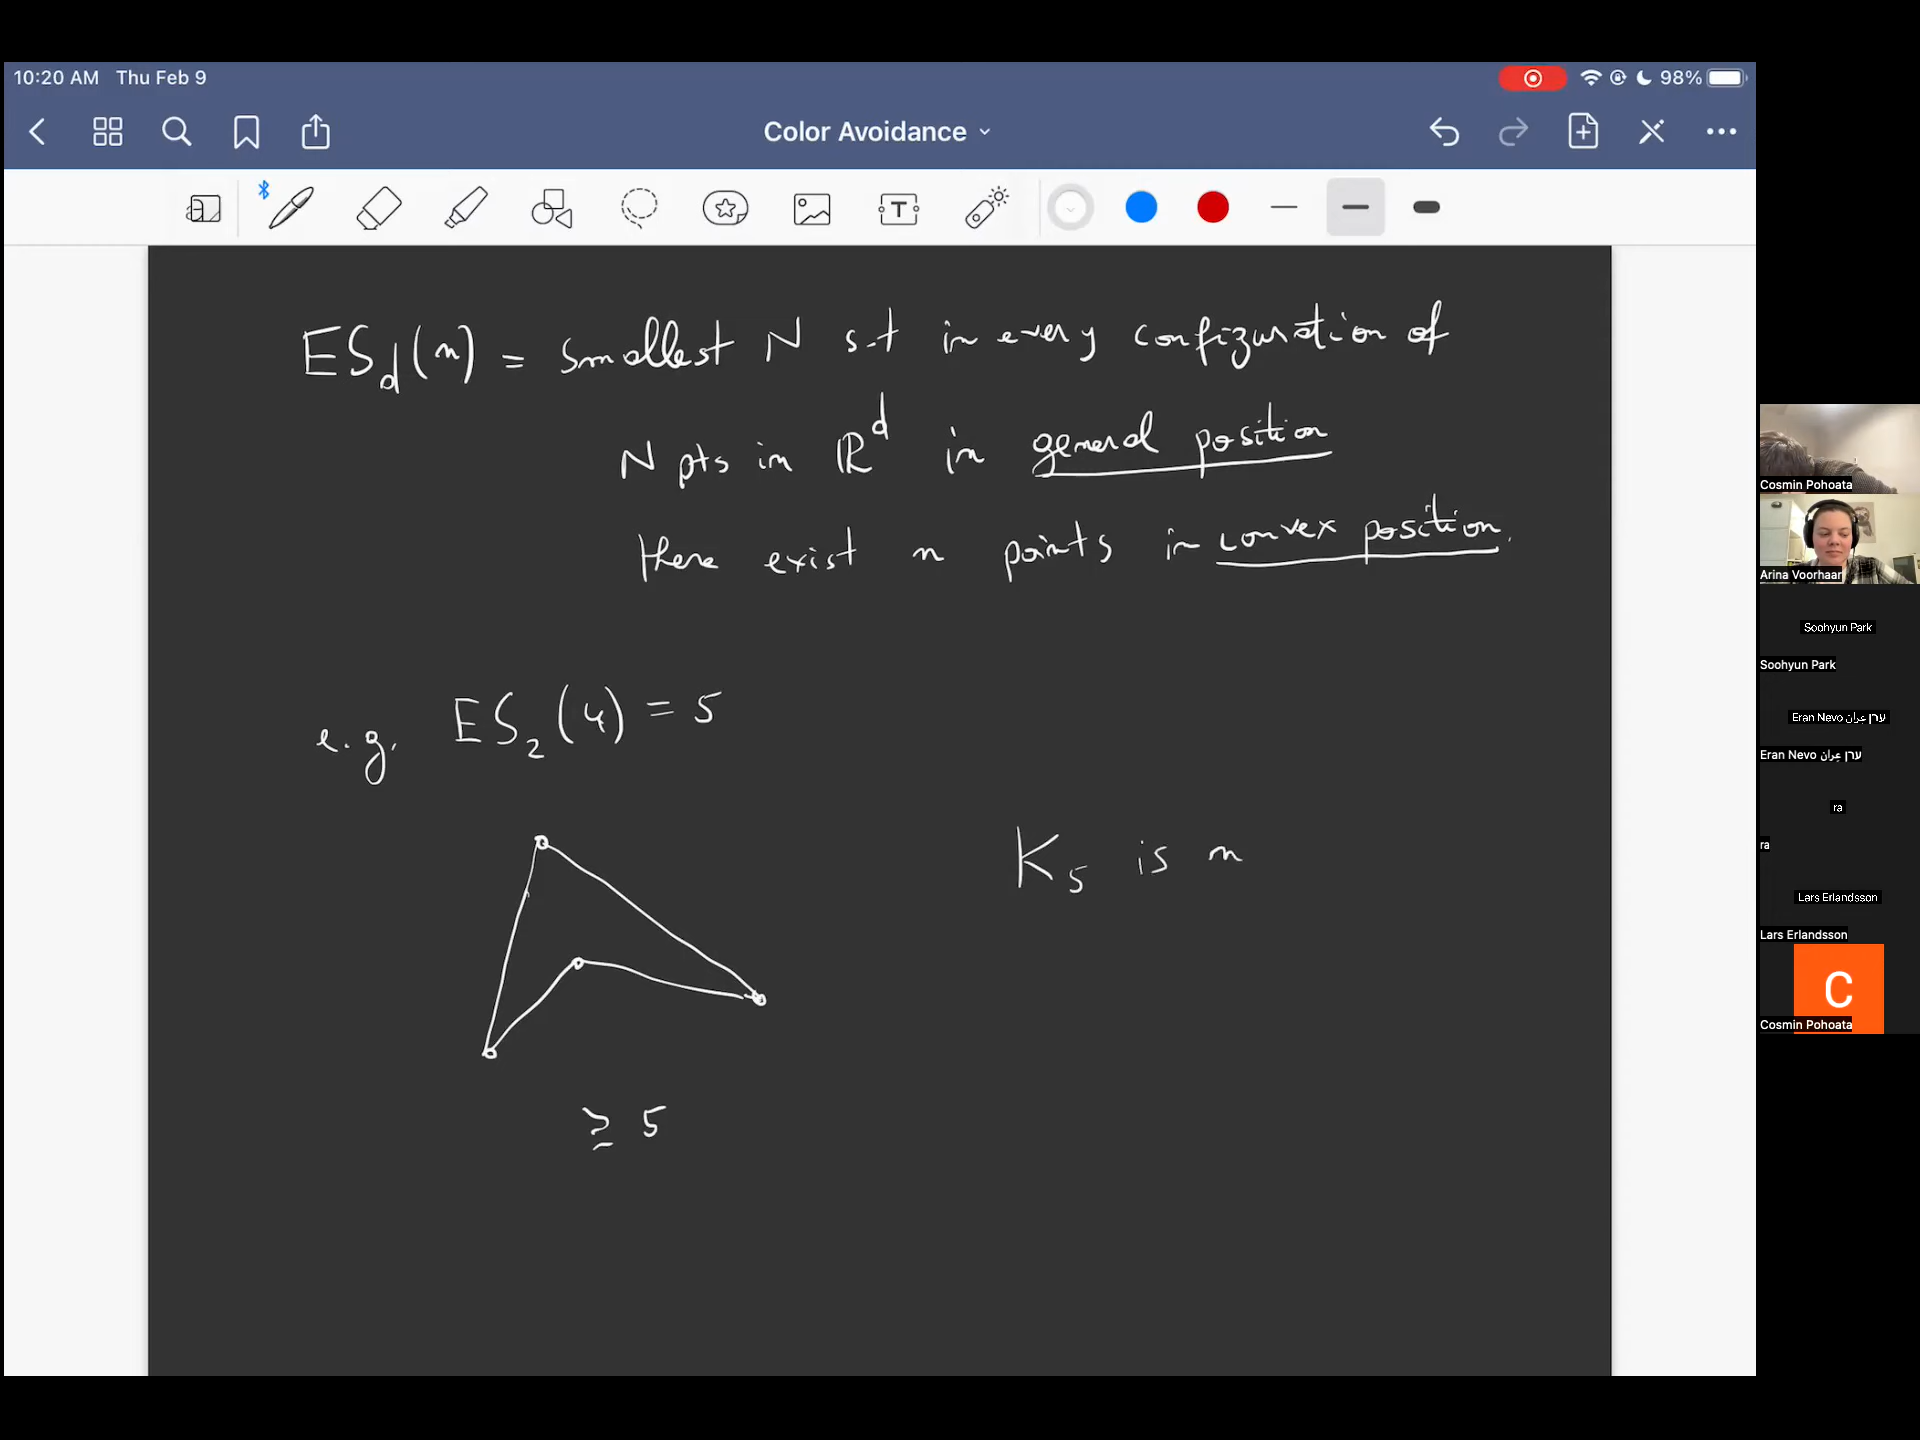 10:20 AM Thu Feb 9
98%
Color Avoidance
T
ES_d(n) = smallest N s.t in every configuration of
N pts in ℝ^d in general position
there exist n points in convex position.
e.g. ES_2(4) = 5
K_5 is n
≥ 5
Cosmin Pohoata
Arina Voorhaar
Soohyun Park
Soohyun Park
Eran Nevo ערן عران
Eran Nevo ערן عران
ra
ra
Lars Erlandsson
Lars Erlandsson
C
Cosmin Pohoata